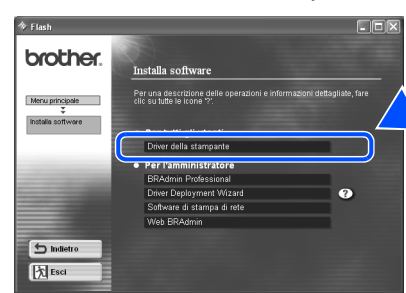 Flash
brother.
Installa software
Per una descrizione delle operazioni e informazioni dettagliate, fare
clic su tutte le icone '?'.
Menu principale
Installa software
Driver della stampante
Per l'amministratore
BRAdmin Professional
Driver Deployment Wizard
?
Software di stampa di rete
Web BRAdmin
Indietro
Esci